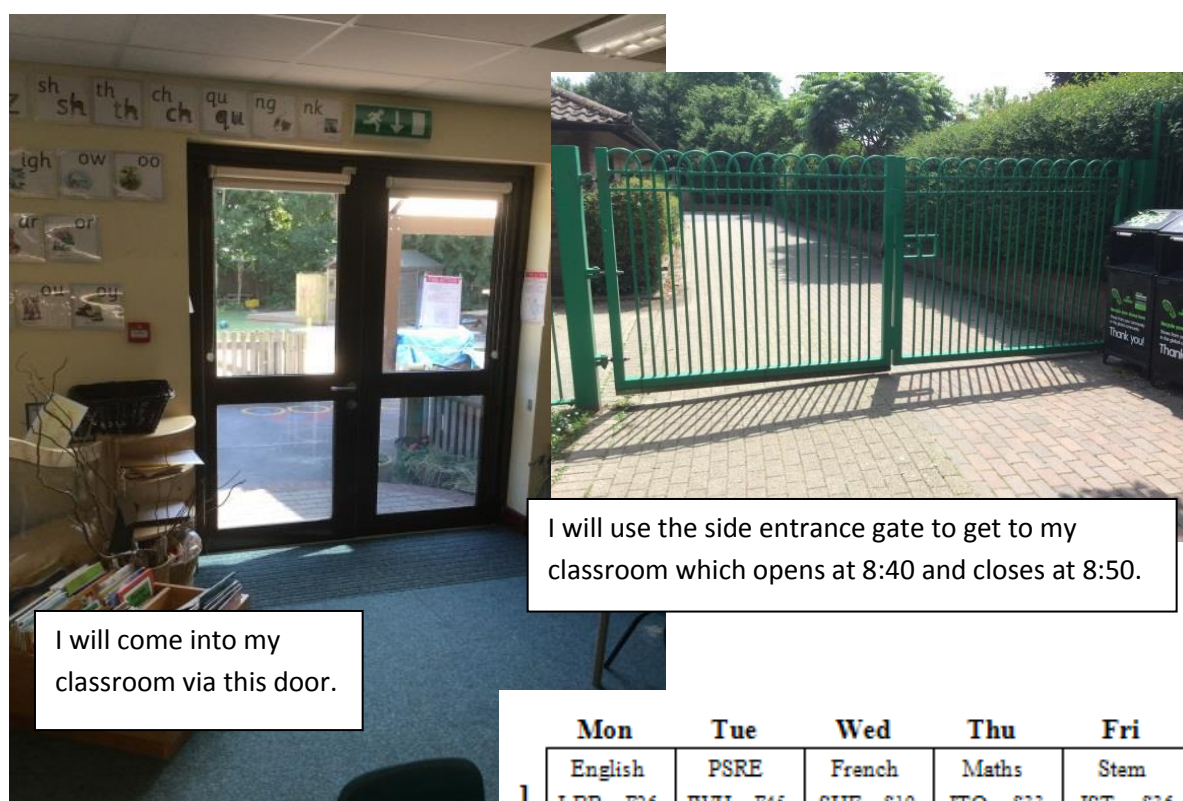 sh th ch qu ng nk
sh th ch qu
igh ow oo
ur or
ou oy
Thank you!
I will use the side entrance gate to get to my
classroom which opens at 8:40 and closes at 8:50.
I will come into my
classroom via this door.
Mon Tue Wed Thu Fri
English PSRE French Maths Stem
1